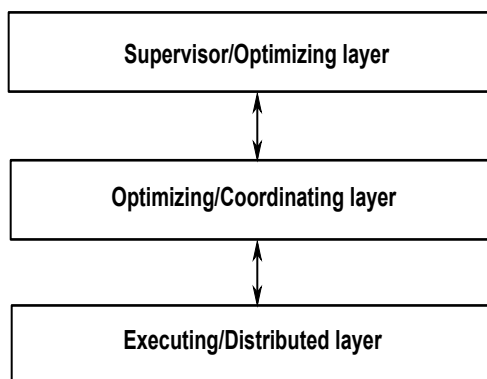 Supervisor/Optimizing layer
Optimizing/Coordinating layer
Executing/Distributed layer